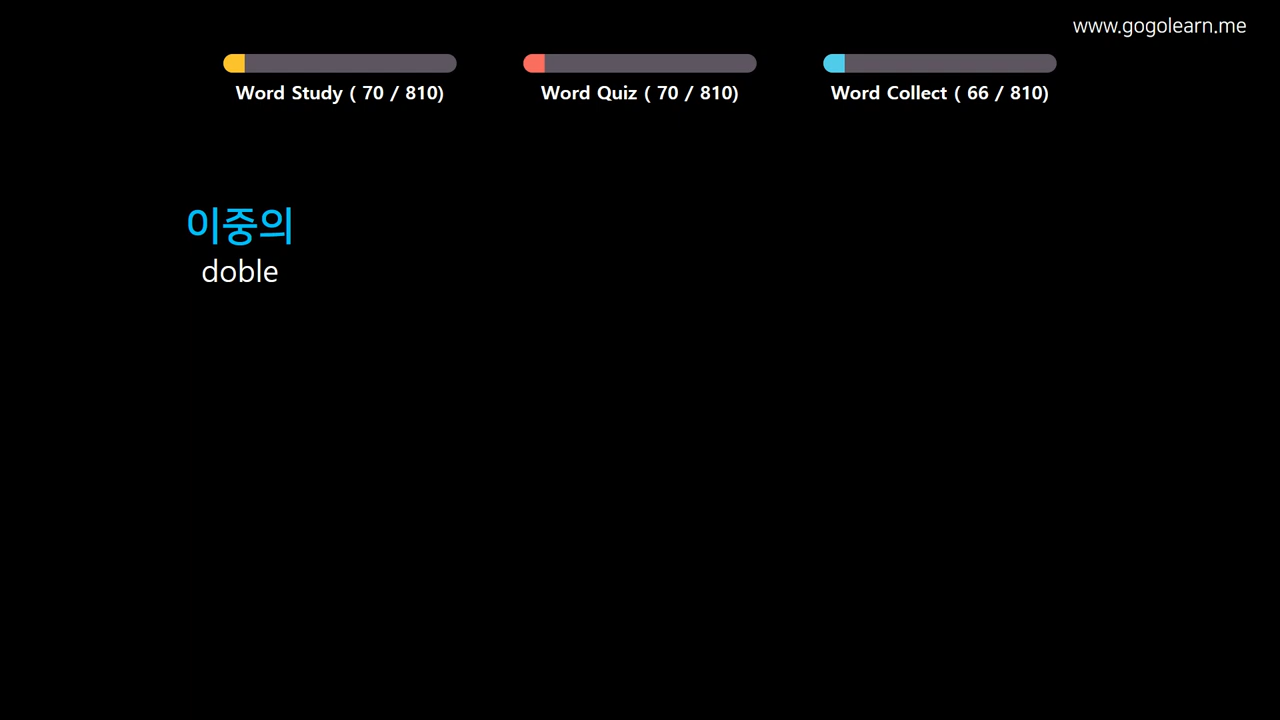 www.gogolearn.me
Word Study ( 70 / 810)
Word Quiz ( 70 / 810)
Word Collect ( 66 / 810)
이중의
doble